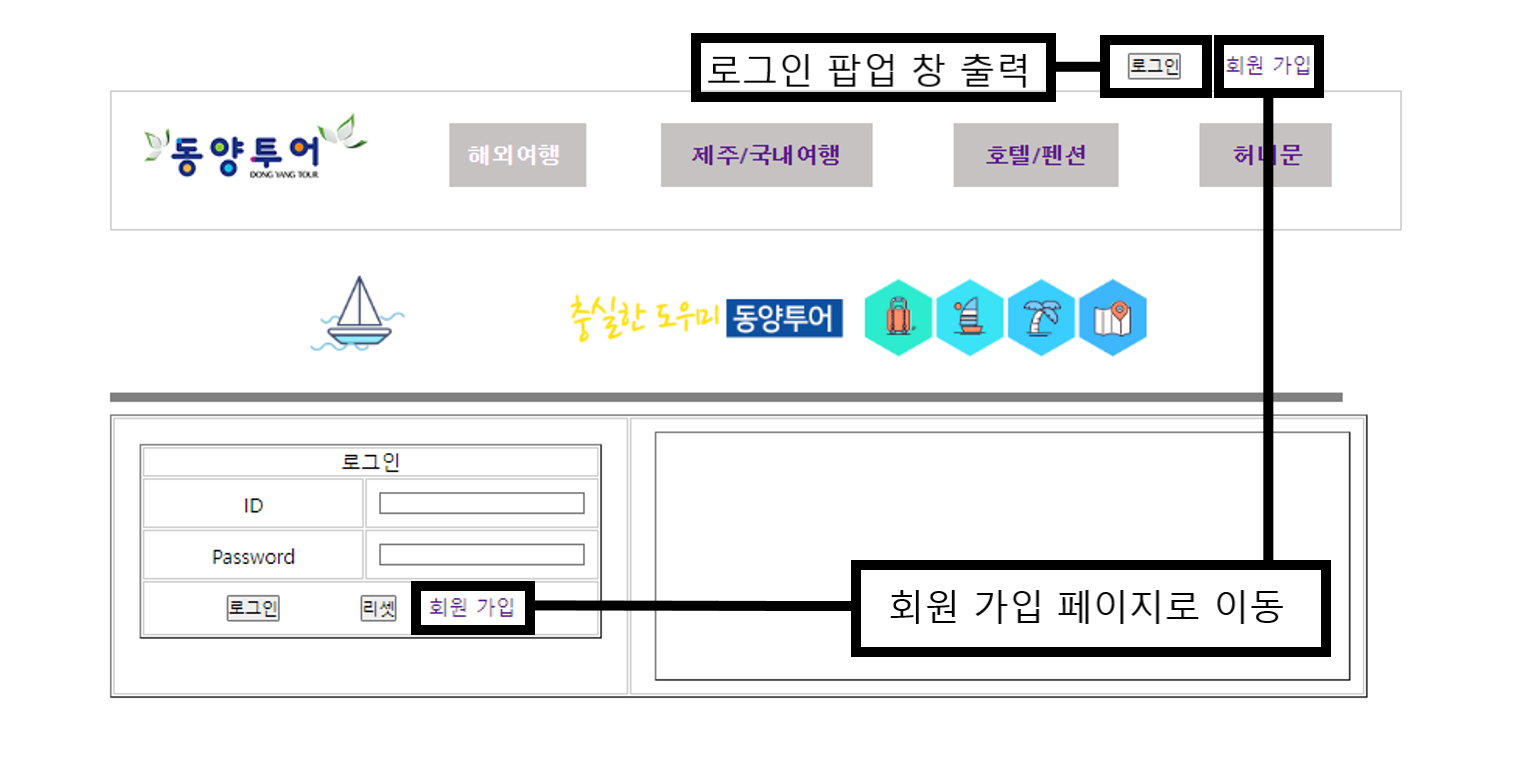 로그인 팝업 창 출력
로그인
회원 가입
동양투어
DONG YANG TOUR
해외여행
제주/국내여행
호텔/펜션
허니문
충실한 도우미 동양투어
로그인
ID
Password
로그인
리셋
회원 가입
회원 가입 페이지로 이동